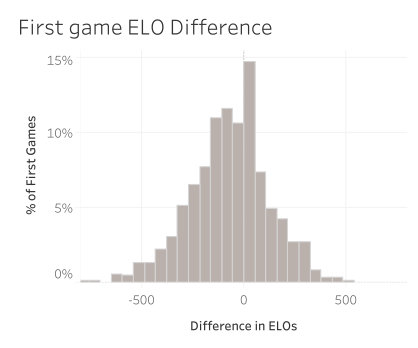 First game ELO Difference
15%
10%
5%
0%
% of First Games
-500 0 500
Difference in ELOs